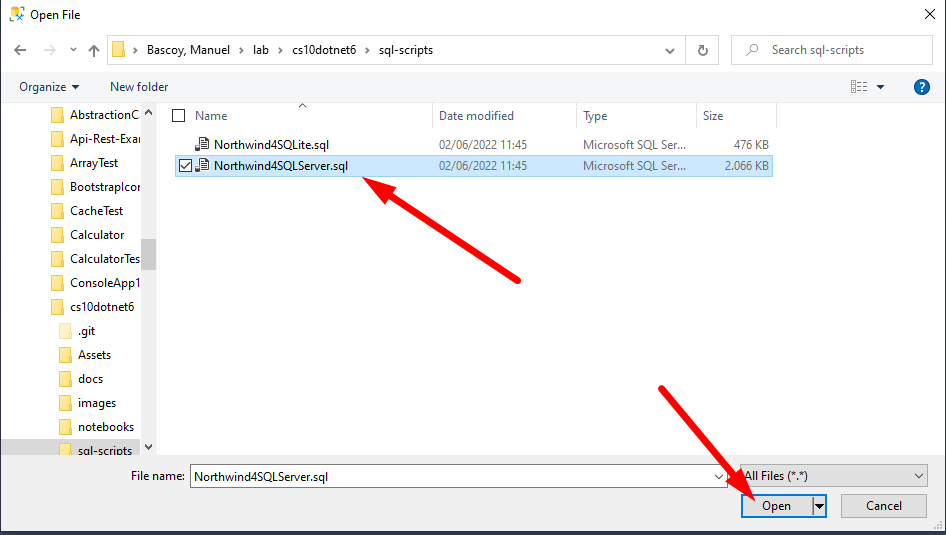 Open File
Bascoy, Manuel > lab > cs10dotnet6 > sql-scripts
Search sql-scripts
Organize
New folder
?
Name
Date modified
Type
Size
Northwind4SQLite.sql 02/06/2022 11:45 Microsoft SQL Ser... 476 KB
Northwind4SQLServer.sql 02/06/2022 11:45 Microsoft SQL Ser... 2.066 KB
AbstractionC
Api-Rest-Exa
ArrayTest
BootstrapIcor
CacheTest
Calculator
CalculatorTes
ConsoleApp1
cs10dotnet6
.git
Assets
docs
images
notebooks
sql-scripts
File name: Northwind4SQLServer.sql
All Files (*.*)
Open
Cancel